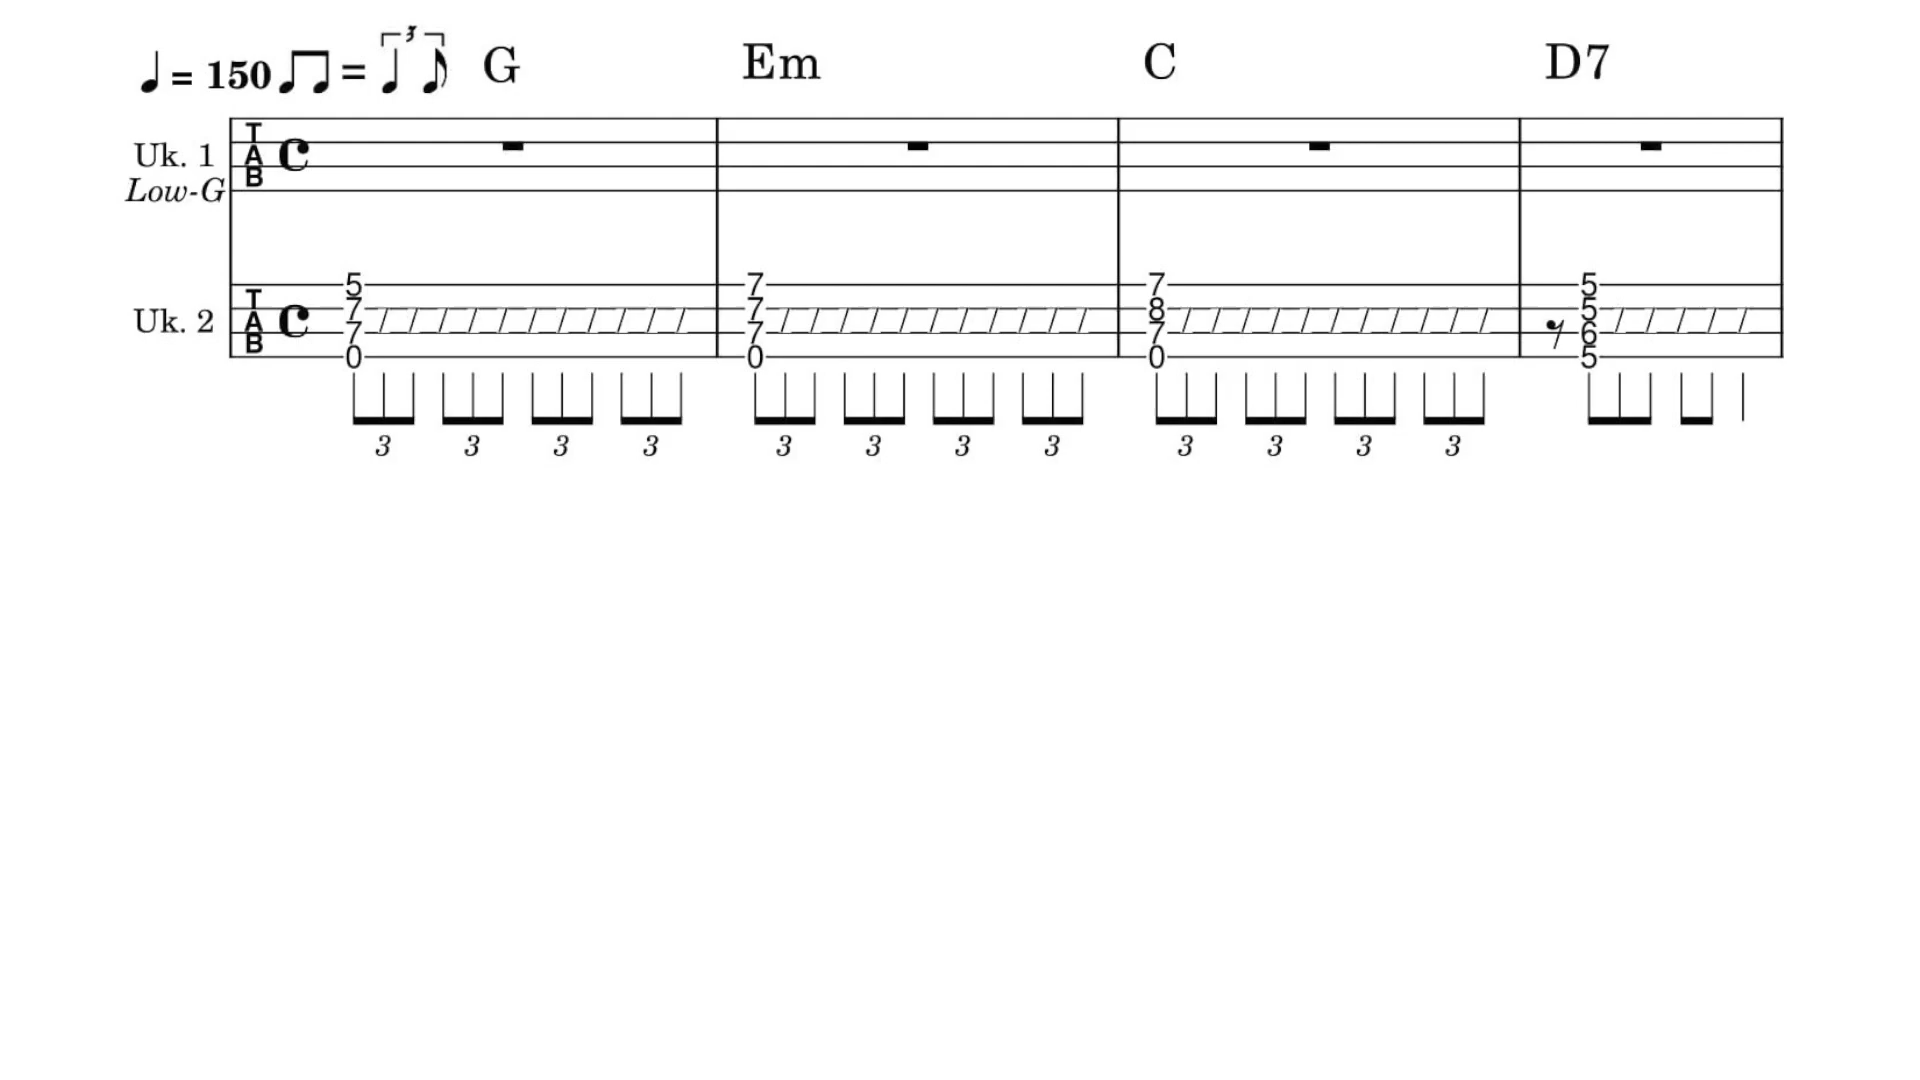 ♩ = 150 ♫ = ♩ ♪ 3 G Em C D7
Uk. 1
Low-G
T
A
B
5 7 7 5
7 7 8 5
Uk. 2
T
A
B
7 7 7 6
0 0 0 5
3 3 3 3 3 3 3 3 3 3 3 3